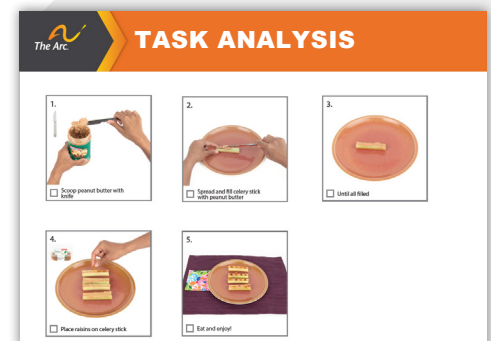 The Arc.
TASK ANALYSIS
1.
Scoop peanut butter with
knife
2.
Spread and fill celery stick
with peanut butter
3.
Until all filled
4.
Place raisins on celery stick
5.
Eat and enjoy!